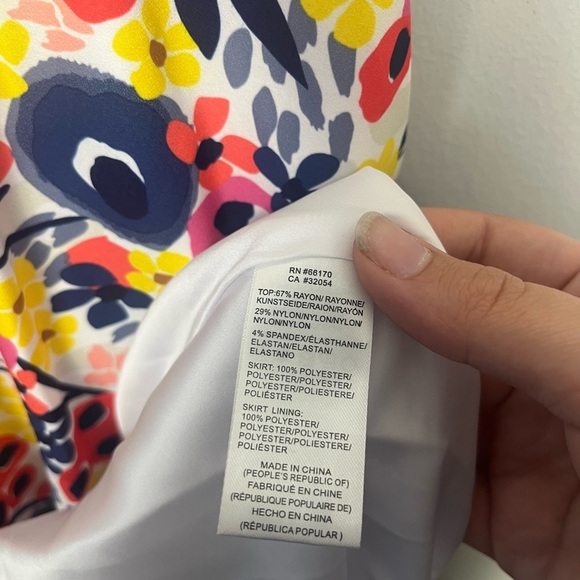 RN #66170
CA #32054
TOP:67% RAYON/ RAYONNE/
KUNSTSEIDE/RAION/RAYÓN
29% NYLON/NYLON/NYLON/
NYLON/NYLON
4% SPANDEX/ÉLASTHANNE/
ELASTAN/ELASTAN/
ELASTANO
SKIRT: 100% POLYESTER/
POLYESTER/POLYESTER/
POLYESTER/POLIESTERE/
POLIÉSTER
SKIRT LINING:
100% POLYESTER/
POLYESTER/POLYESTER/
POLYESTER/POLIESTERE/
POLIÉSTER
MADE IN CHINA
(PEOPLE'S REPUBLIC OF)
FABRIQUÉ EN CHINE
(RÉPUBLIQUE POPULAIRE DE)
HECHO EN CHINA
(REPÚBLICA POPULAR )